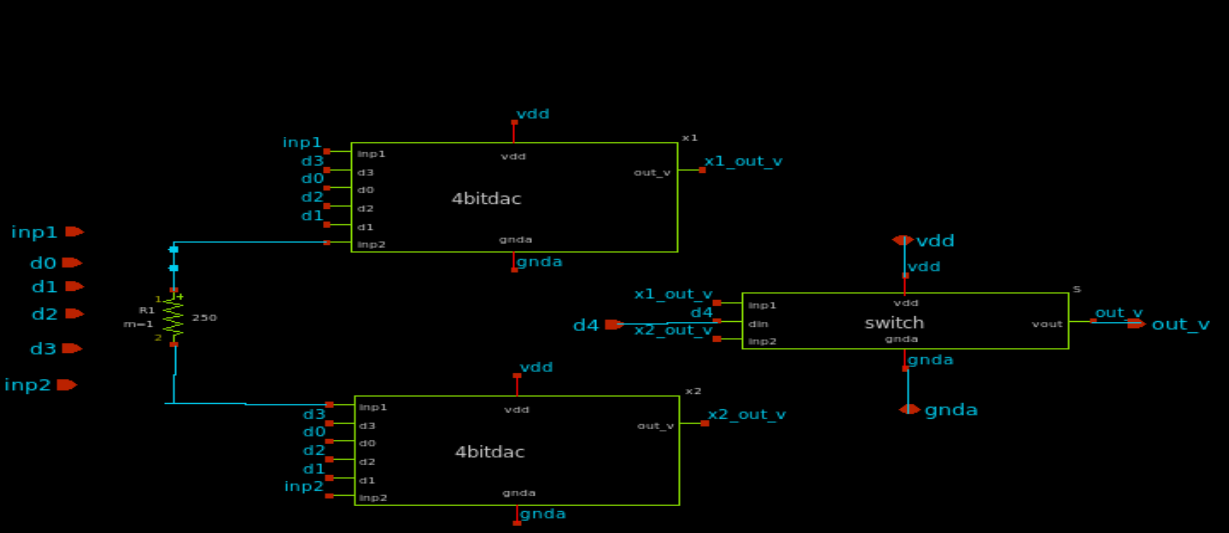 vdd
x1
inp1
d3
d0
d2
d1
inp1
d3
d0
d2
d1
inp2
vdd
4bitdac
gnda
out_v
x1_out_v
gnda
inp1
d0
d1
d2
d3
inp2
1
+
R1
m=1
250
2
vdd
x2
d3
d0
d2
d1
inp2
inp1
d3
d0
d2
d1
inp2
vdd
4bitdac
gnda
out_v
x2_out_v
gnda
vdd
vdd
S
x1_out_v
d4
d4
x2_out_v
inp1
din
inp2
vdd
switch
gnda
vout
out_v
out_v
gnda
gnda